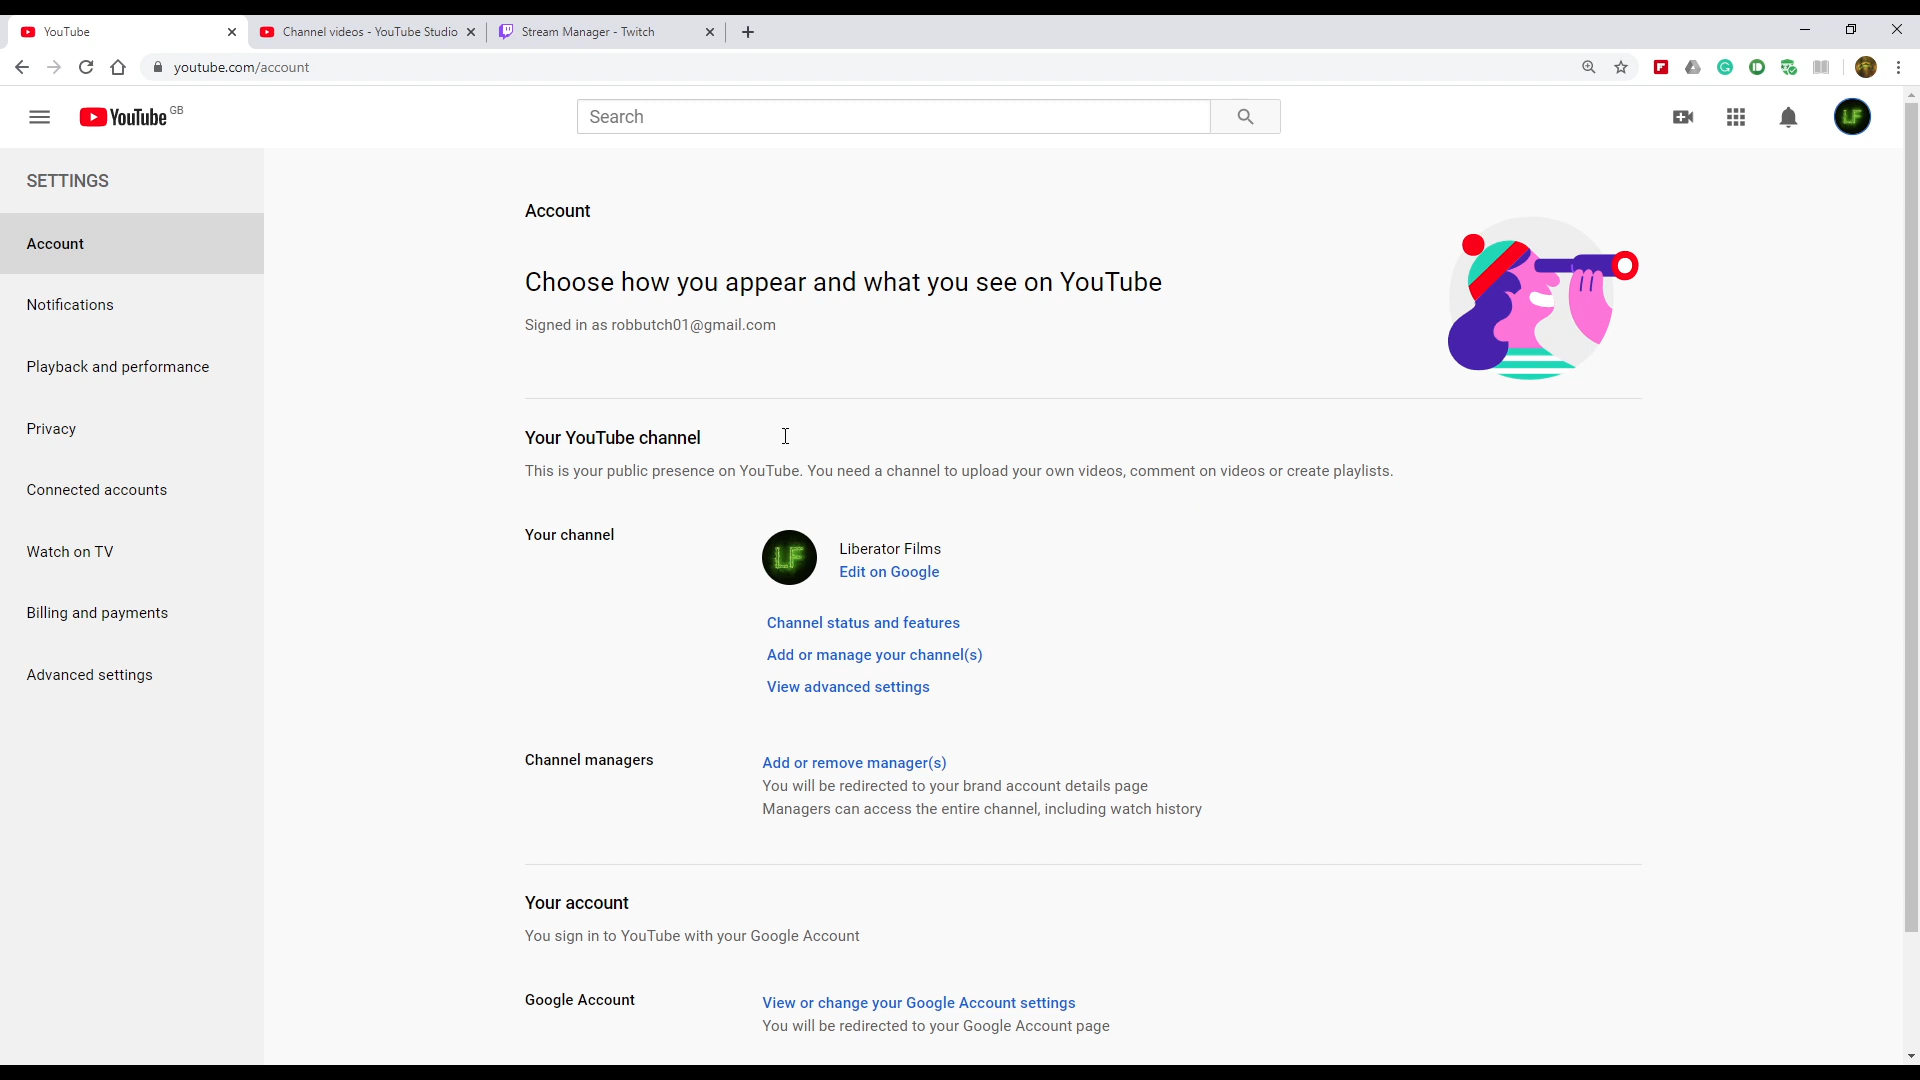 YouTube
Channel videos - YouTube Studio
Stream Manager - Twitch
youtube.com/account
YouTube GB
Search
LF
SETTINGS
Account
Notifications
Playback and performance
Privacy
Connected accounts
Watch on TV
Billing and payments
Advanced settings
Account
Choose how you appear and what you see on YouTube
Signed in as robbutch01@gmail.com
Your YouTube channel
This is your public presence on YouTube. You need a channel to upload your own videos, comment on videos or create playlists.
Your channel
LF
Liberator Films
Edit on Google
Channel status and features
Add or manage your channel(s)
View advanced settings
Channel managers
Add or remove manager(s)
You will be redirected to your brand account details page
Managers can access the entire channel, including watch history
Your account
You sign in to YouTube with your Google Account
Google Account
View or change your Google Account settings
You will be redirected to your Google Account page